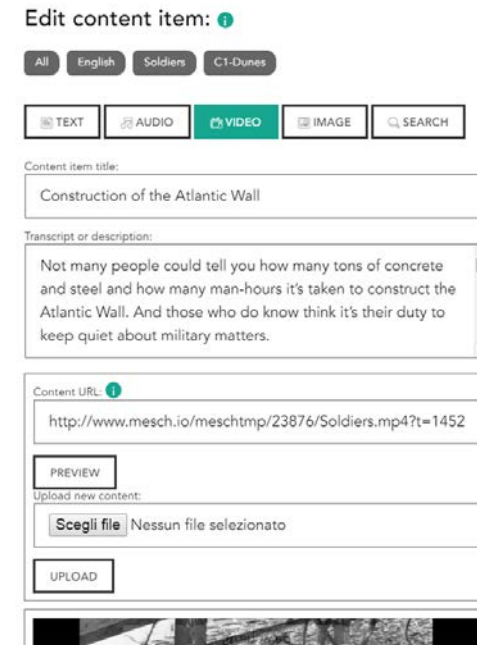 Edit content item:
All English Soldiers C1-Dunes
TEXT AUDIO VIDEO IMAGE SEARCH
Content item title:
Construction of the Atlantic Wall
Transcript or description:
Not many people could tell you how many tons of concrete
and steel and how many man-hours it's taken to construct the
Atlantic Wall. And those who do know think it's their duty to
keep quiet about military matters.
Content URL:
http://www.mesch.io/meschtmp/23876/Soldiers.mp4?t=1452
PREVIEW
Upload new content:
Scegli file Nessun file selezionato
UPLOAD